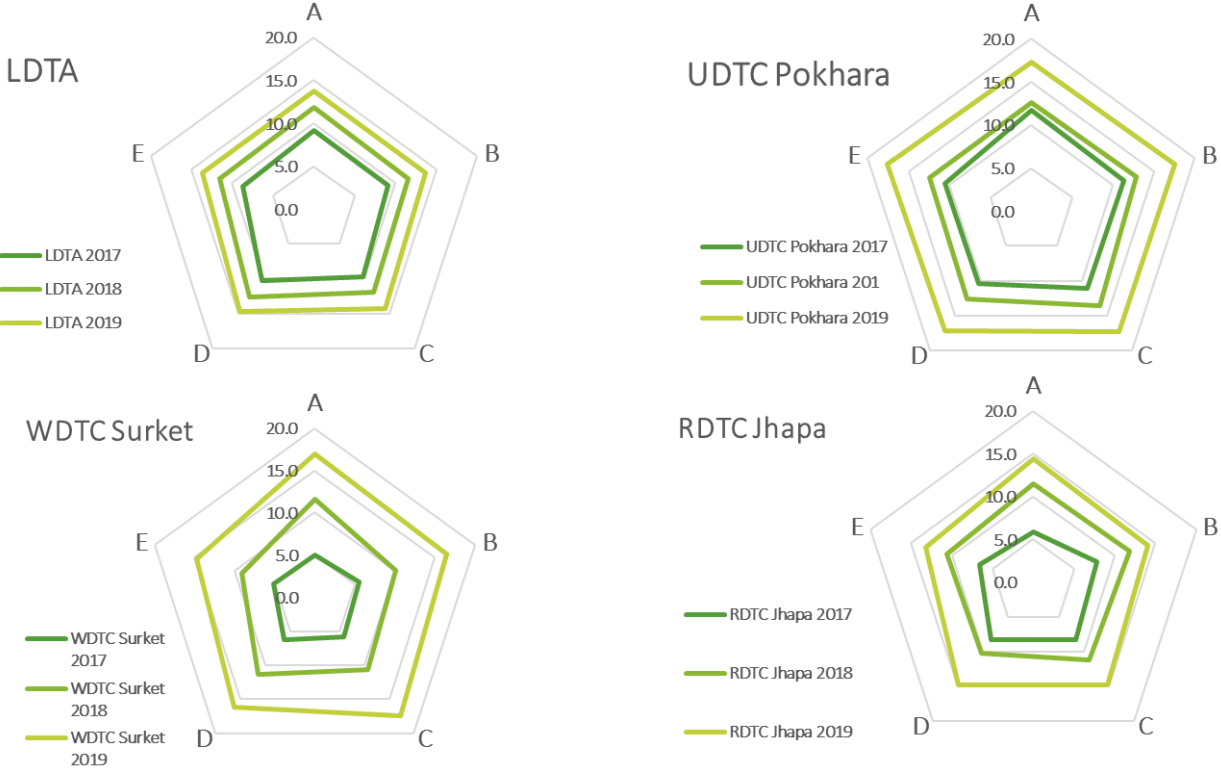 LDTA
A
20.0
15.0
10.0
5.0
0.0
B
C
D
E
LDTA 2017
LDTA 2018
LDTA 2019
UDTC Pokhara
A
20.0
15.0
10.0
5.0
0.0
B
C
D
E
UDTC Pokhara 2017
UDTC Pokhara 201
UDTC Pokhara 2019
WDTC Surket
A
20.0
15.0
10.0
5.0
0.0
B
C
D
E
WDTC Surket
2017
WDTC Surket
2018
WDTC Surket
2019
RDTC Jhapa
A
20.0
15.0
10.0
5.0
0.0
B
C
D
E
RDTC Jhapa 2017
RDTC Jhapa 2018
RDTC Jhapa 2019